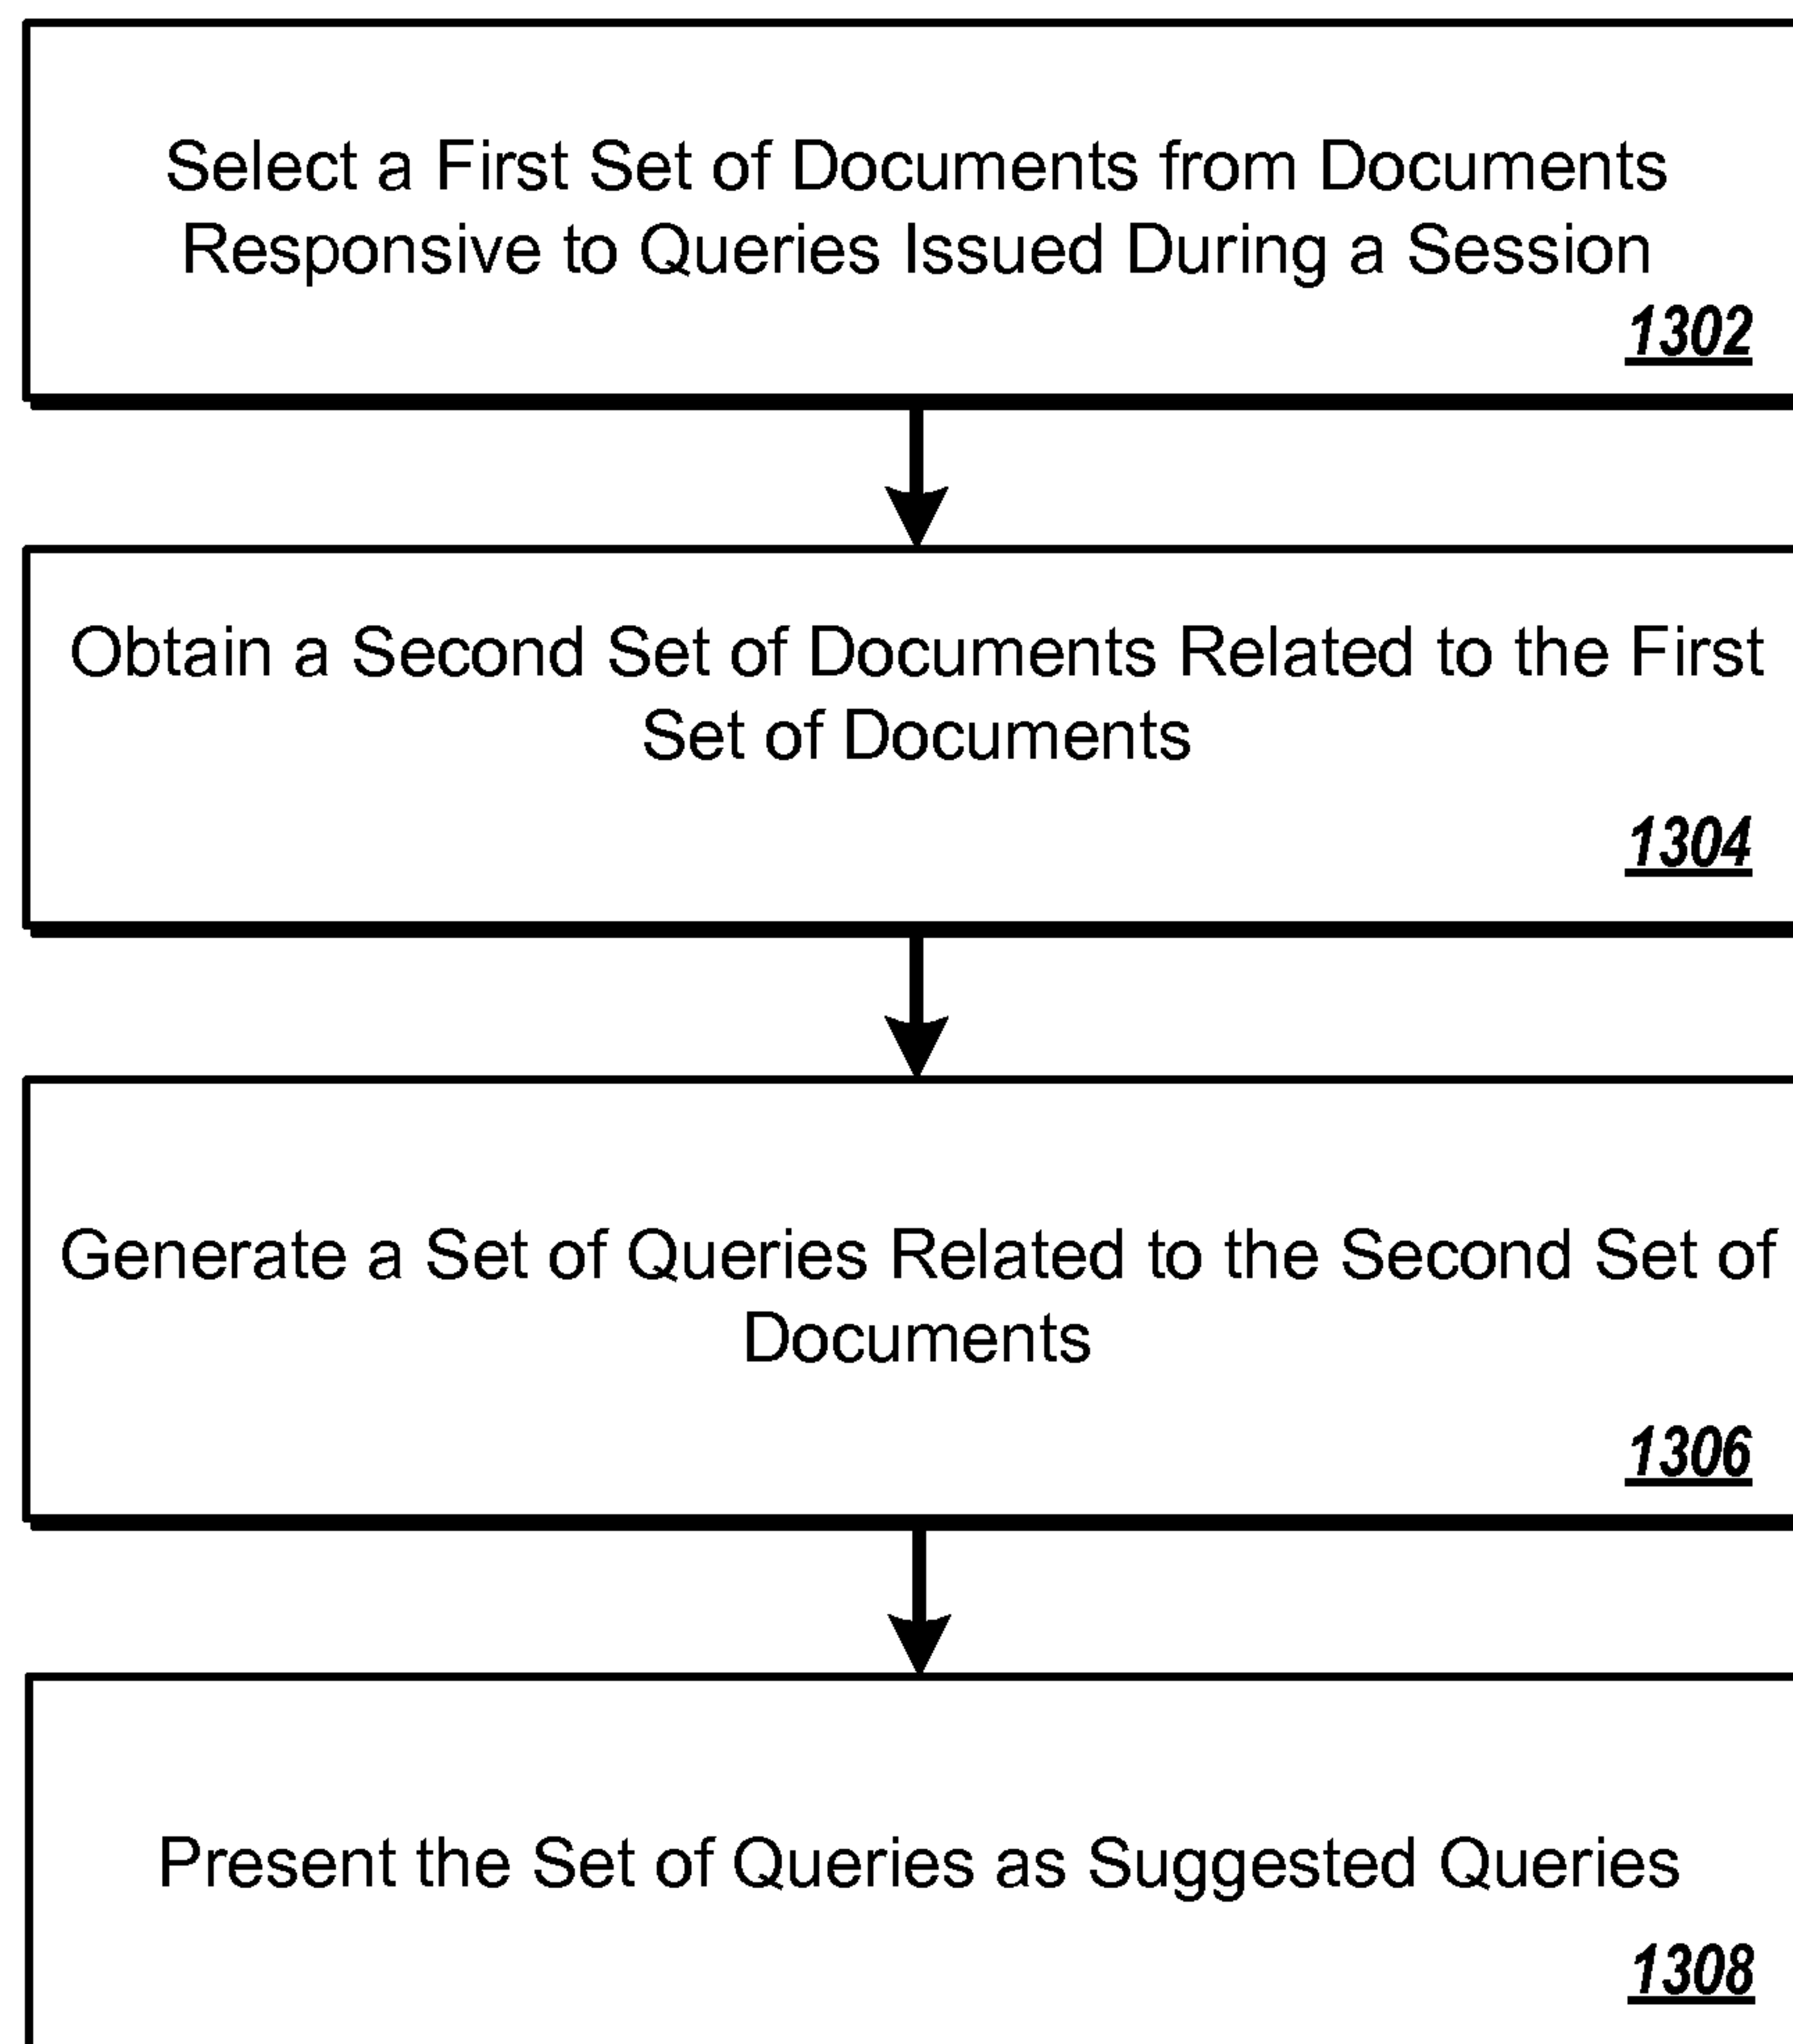 Select a First Set of Documents from Documents
Responsive to Queries Issued During a Session
1302
Obtain a Second Set of Documents Related to the First
Set of Documents
1304
Generate a Set of Queries Related to the Second Set of
Documents
1306
Present the Set of Queries as Suggested Queries
1308